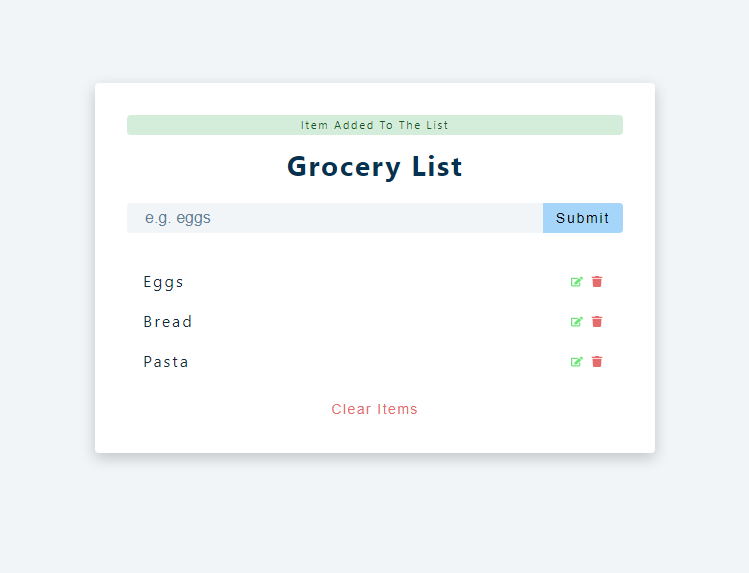 Item Added To The List
Grocery List
e.g. eggs
Submit
Eggs
Bread
Pasta
Clear Items